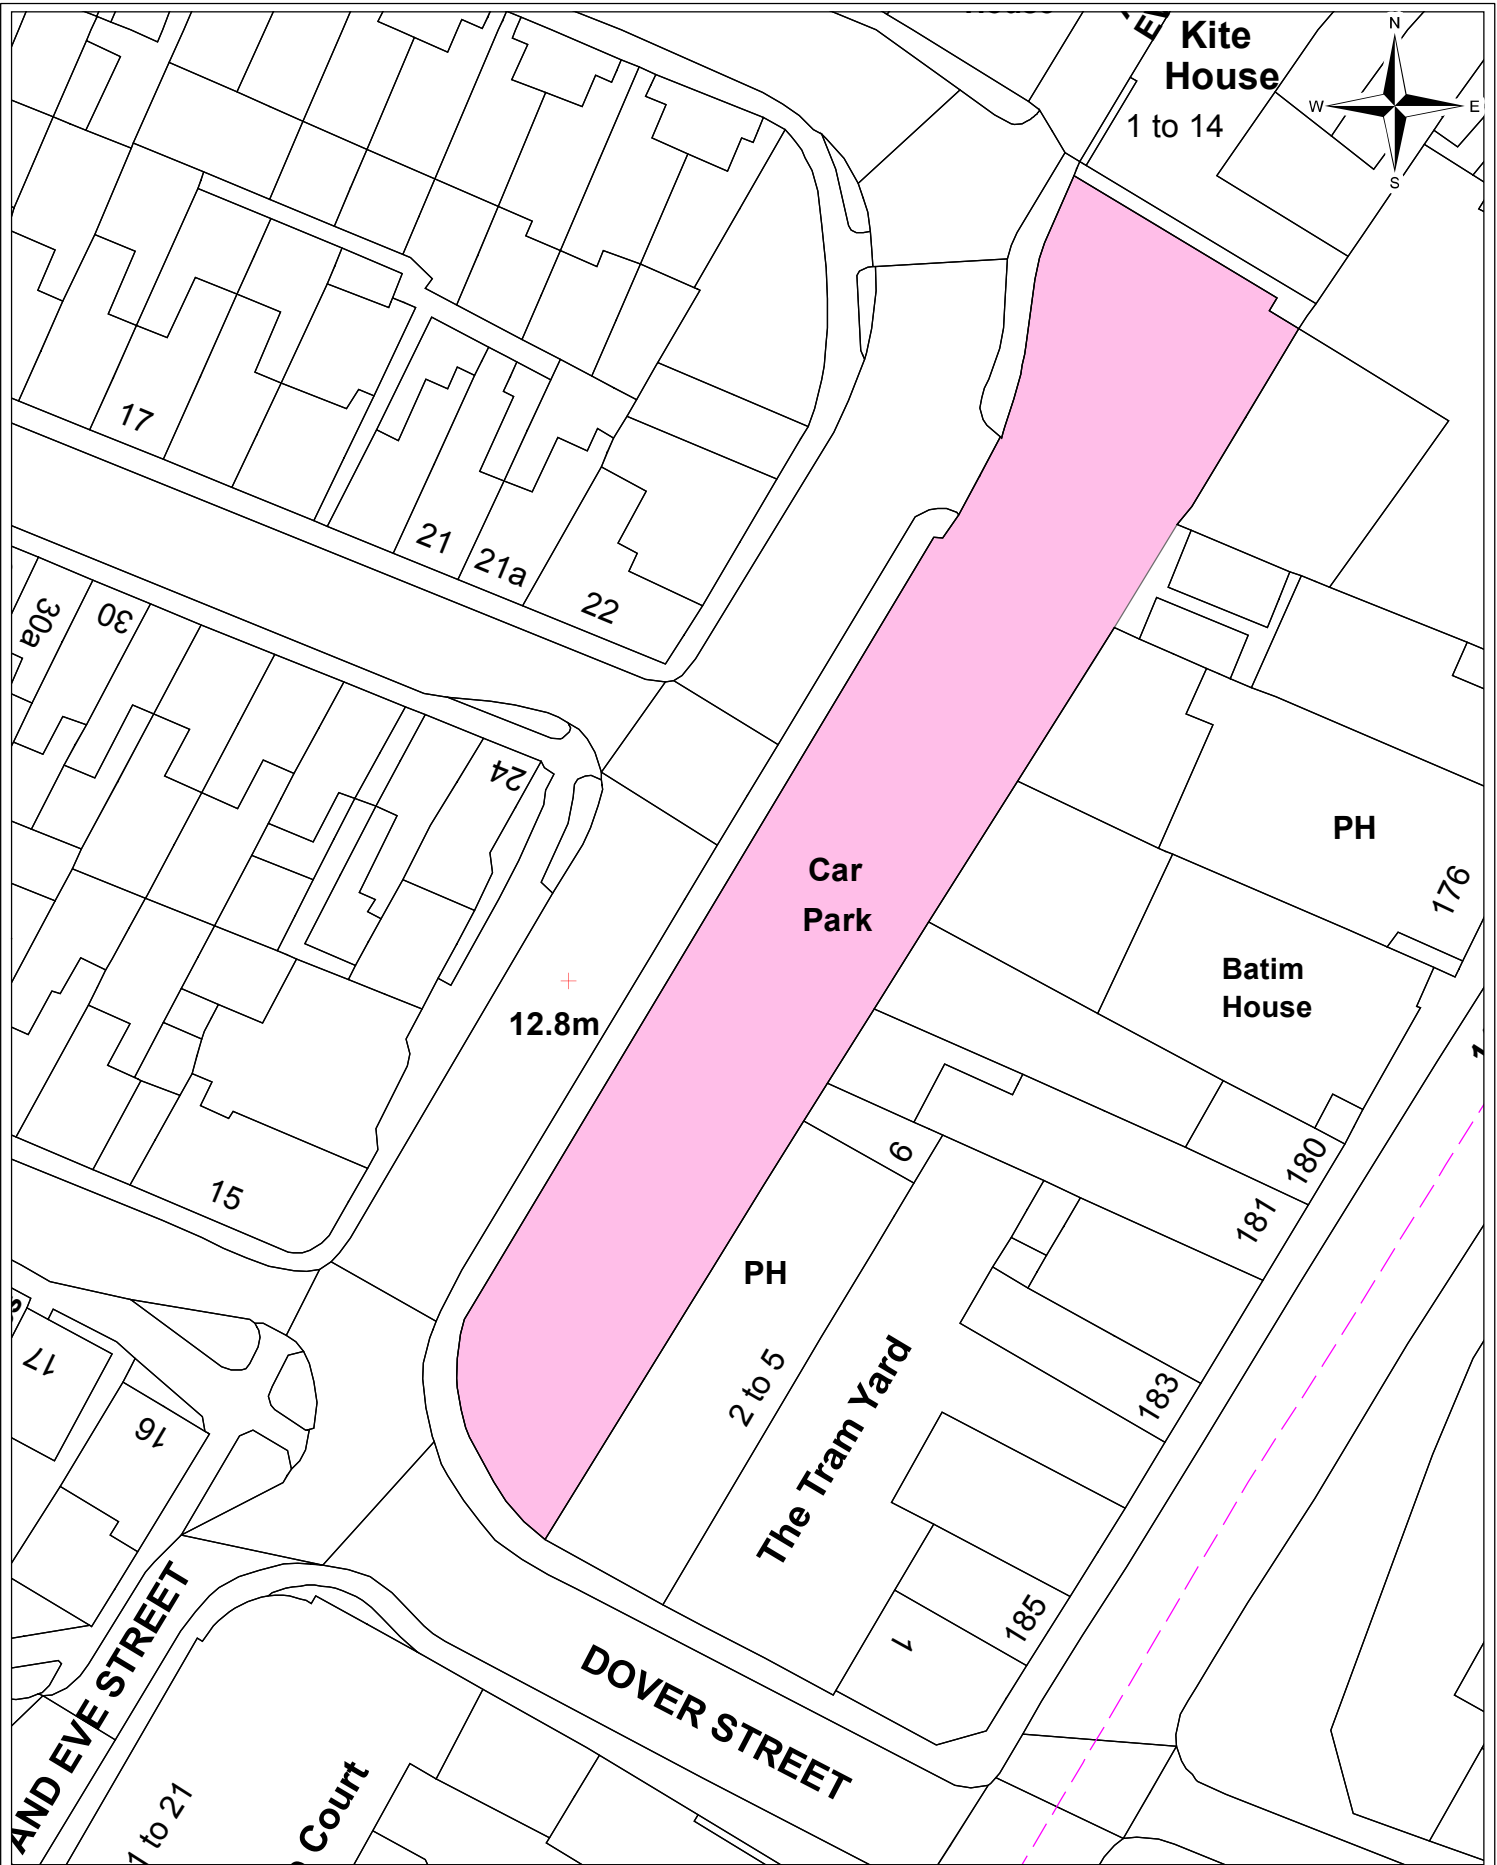 Kite
House
1 to 14
N
W
E
S
17
21
21a
22
30a
30
24
PH
176
Car
Park
Batim
House
12.8m
6
180
181
15
PH
2 to 5
The Tram Yard
183
17
16
185
1
DOVER STREET
AND EVE STREET
1 to 21
Court